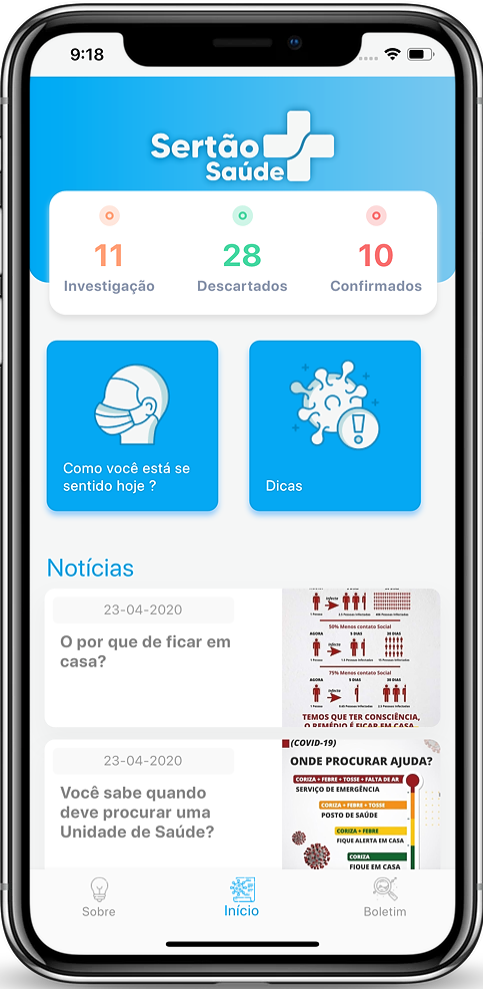 9:18
Sertão
Saúde
11
28
10
Investigação
Descartados
Confirmados
Como você está se
sentido hoje ?
Dicas
Notícias
23-04-2020
O por que de ficar em
casa?
50% Menos contato Social
AGORA
5 DIAS
30 DIAS
1 Pessoa
75% Menos contato Social
AGORA
5 DIAS
30 DIAS
1 Pessoa
TEMOS QUE TER CONSCIÊNCIA,
O REMÉDIO É FICAR EM CASA
23-04-2020
Você sabe quando
deve procurar uma
Unidade de Saúde?
(COVID-19)
ONDE PROCURAR AJUDA?
CORIZA + FEBRE + TOSSE + FALTA DE AR
SERVIÇO DE EMERGÊNCIA
CORIZA + FEBRE + TOSSE
POSTO DE SAÚDE
CORIZA + FEBRE
FIQUE ALERTA EM CASA
CORIZA
FIQUE EM CASA
Sobre
Início
Boletim